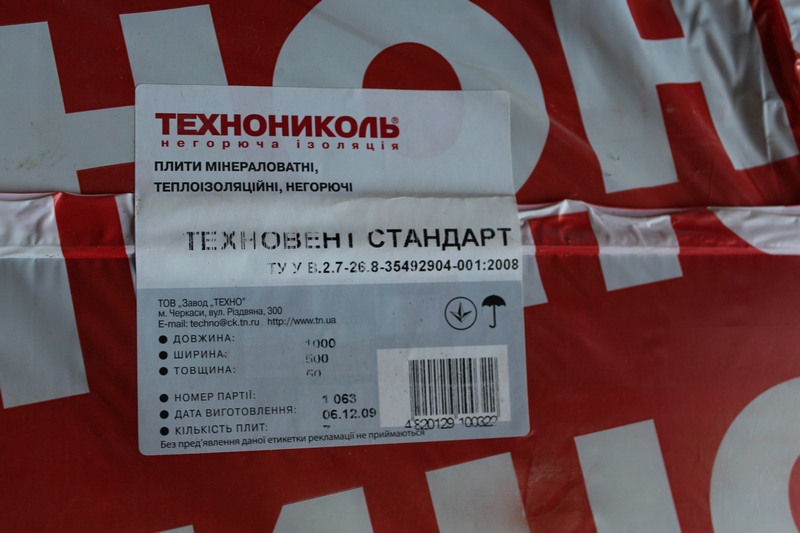 ТЕХНОНИКОЛЬ®
негорюча ізоляція
ПЛИТИ МІНЕРАЛОВАТНІ,
ТЕПЛОІЗОЛЯЦІЙНІ, НЕГОРЮЧІ
ТЕХНОВЕНТ СТАНДАРТ
ТУ У В.2.7-26.8-35492904-001:2008
ТОВ „Завод „ТЕХНО"
м. Черкаси, вул. Різдвяна, 300
E-mail: techno@ck.tn.ru http://www.tn.ua
● ДОВЖИНА: 1000
● ШИРИНА: 500
● ТОВЩИНА:
● НОМЕР ПАРТІЇ: 1 063
● ДАТА ВИГОТОВЛЕННЯ: 06.12.09
● КІЛЬКІСТЬ ПЛИТ:
4 820129 100322
Без пред'явлення даної етикетки рекламації не приймаються